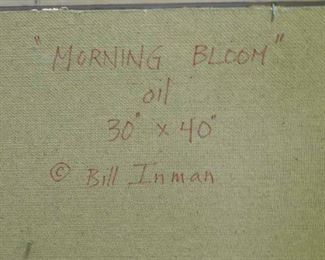 "MORNING BLOOM"
oil
30" x 40"
© Bill Inman